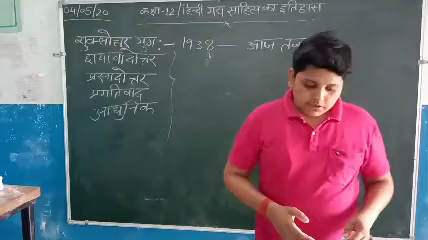 04/05/20 कक्षा-12/हिन्दी गद्य साहित्य का इतिहास
शुक्लोत्तर युग :- 1938 — आज तक
छायावादोत्तर
प्रसादोत्तर
प्रगतिवाद
आधुनिक